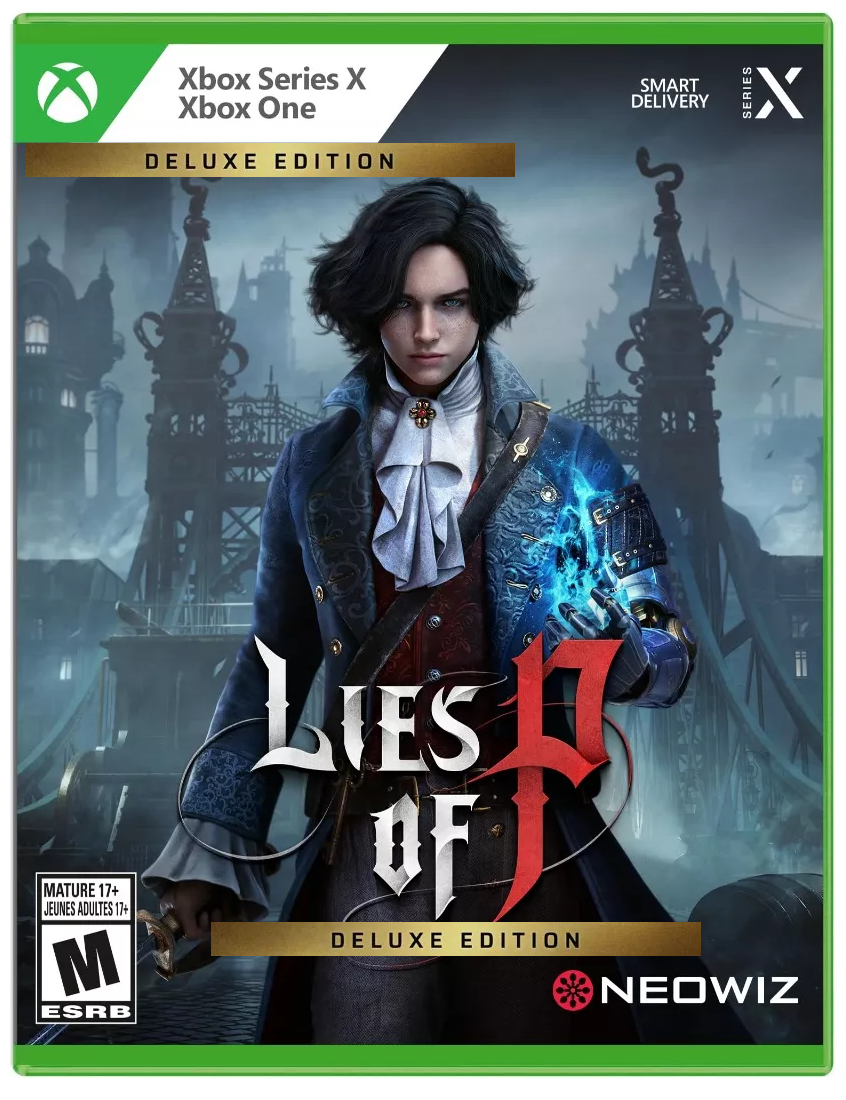 Xbox Series X
Xbox One
SMART
DELIVERY
SERIES
X
DELUXE EDITION
LIES
OF
P
DELUXE EDITION
MATURE 17+
JEUNES ADULTES 17+
M
ESRB
NEOWIZ